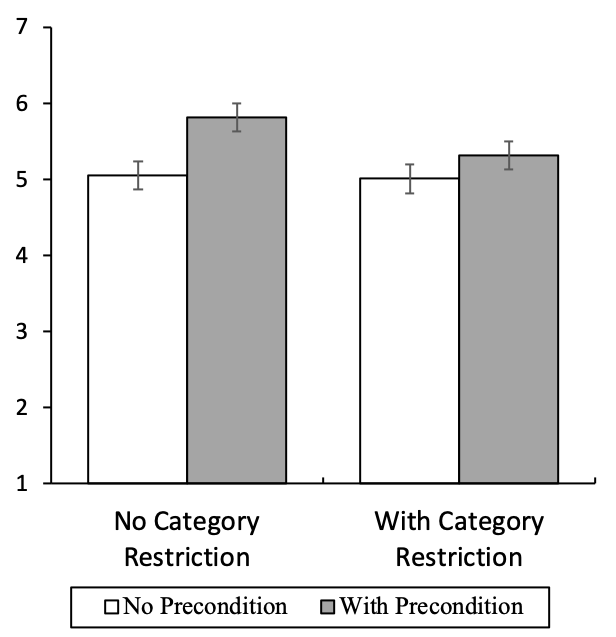 7
6
5
4
3
2
1
No Category
Restriction
With Category
Restriction
No Precondition
With Precondition